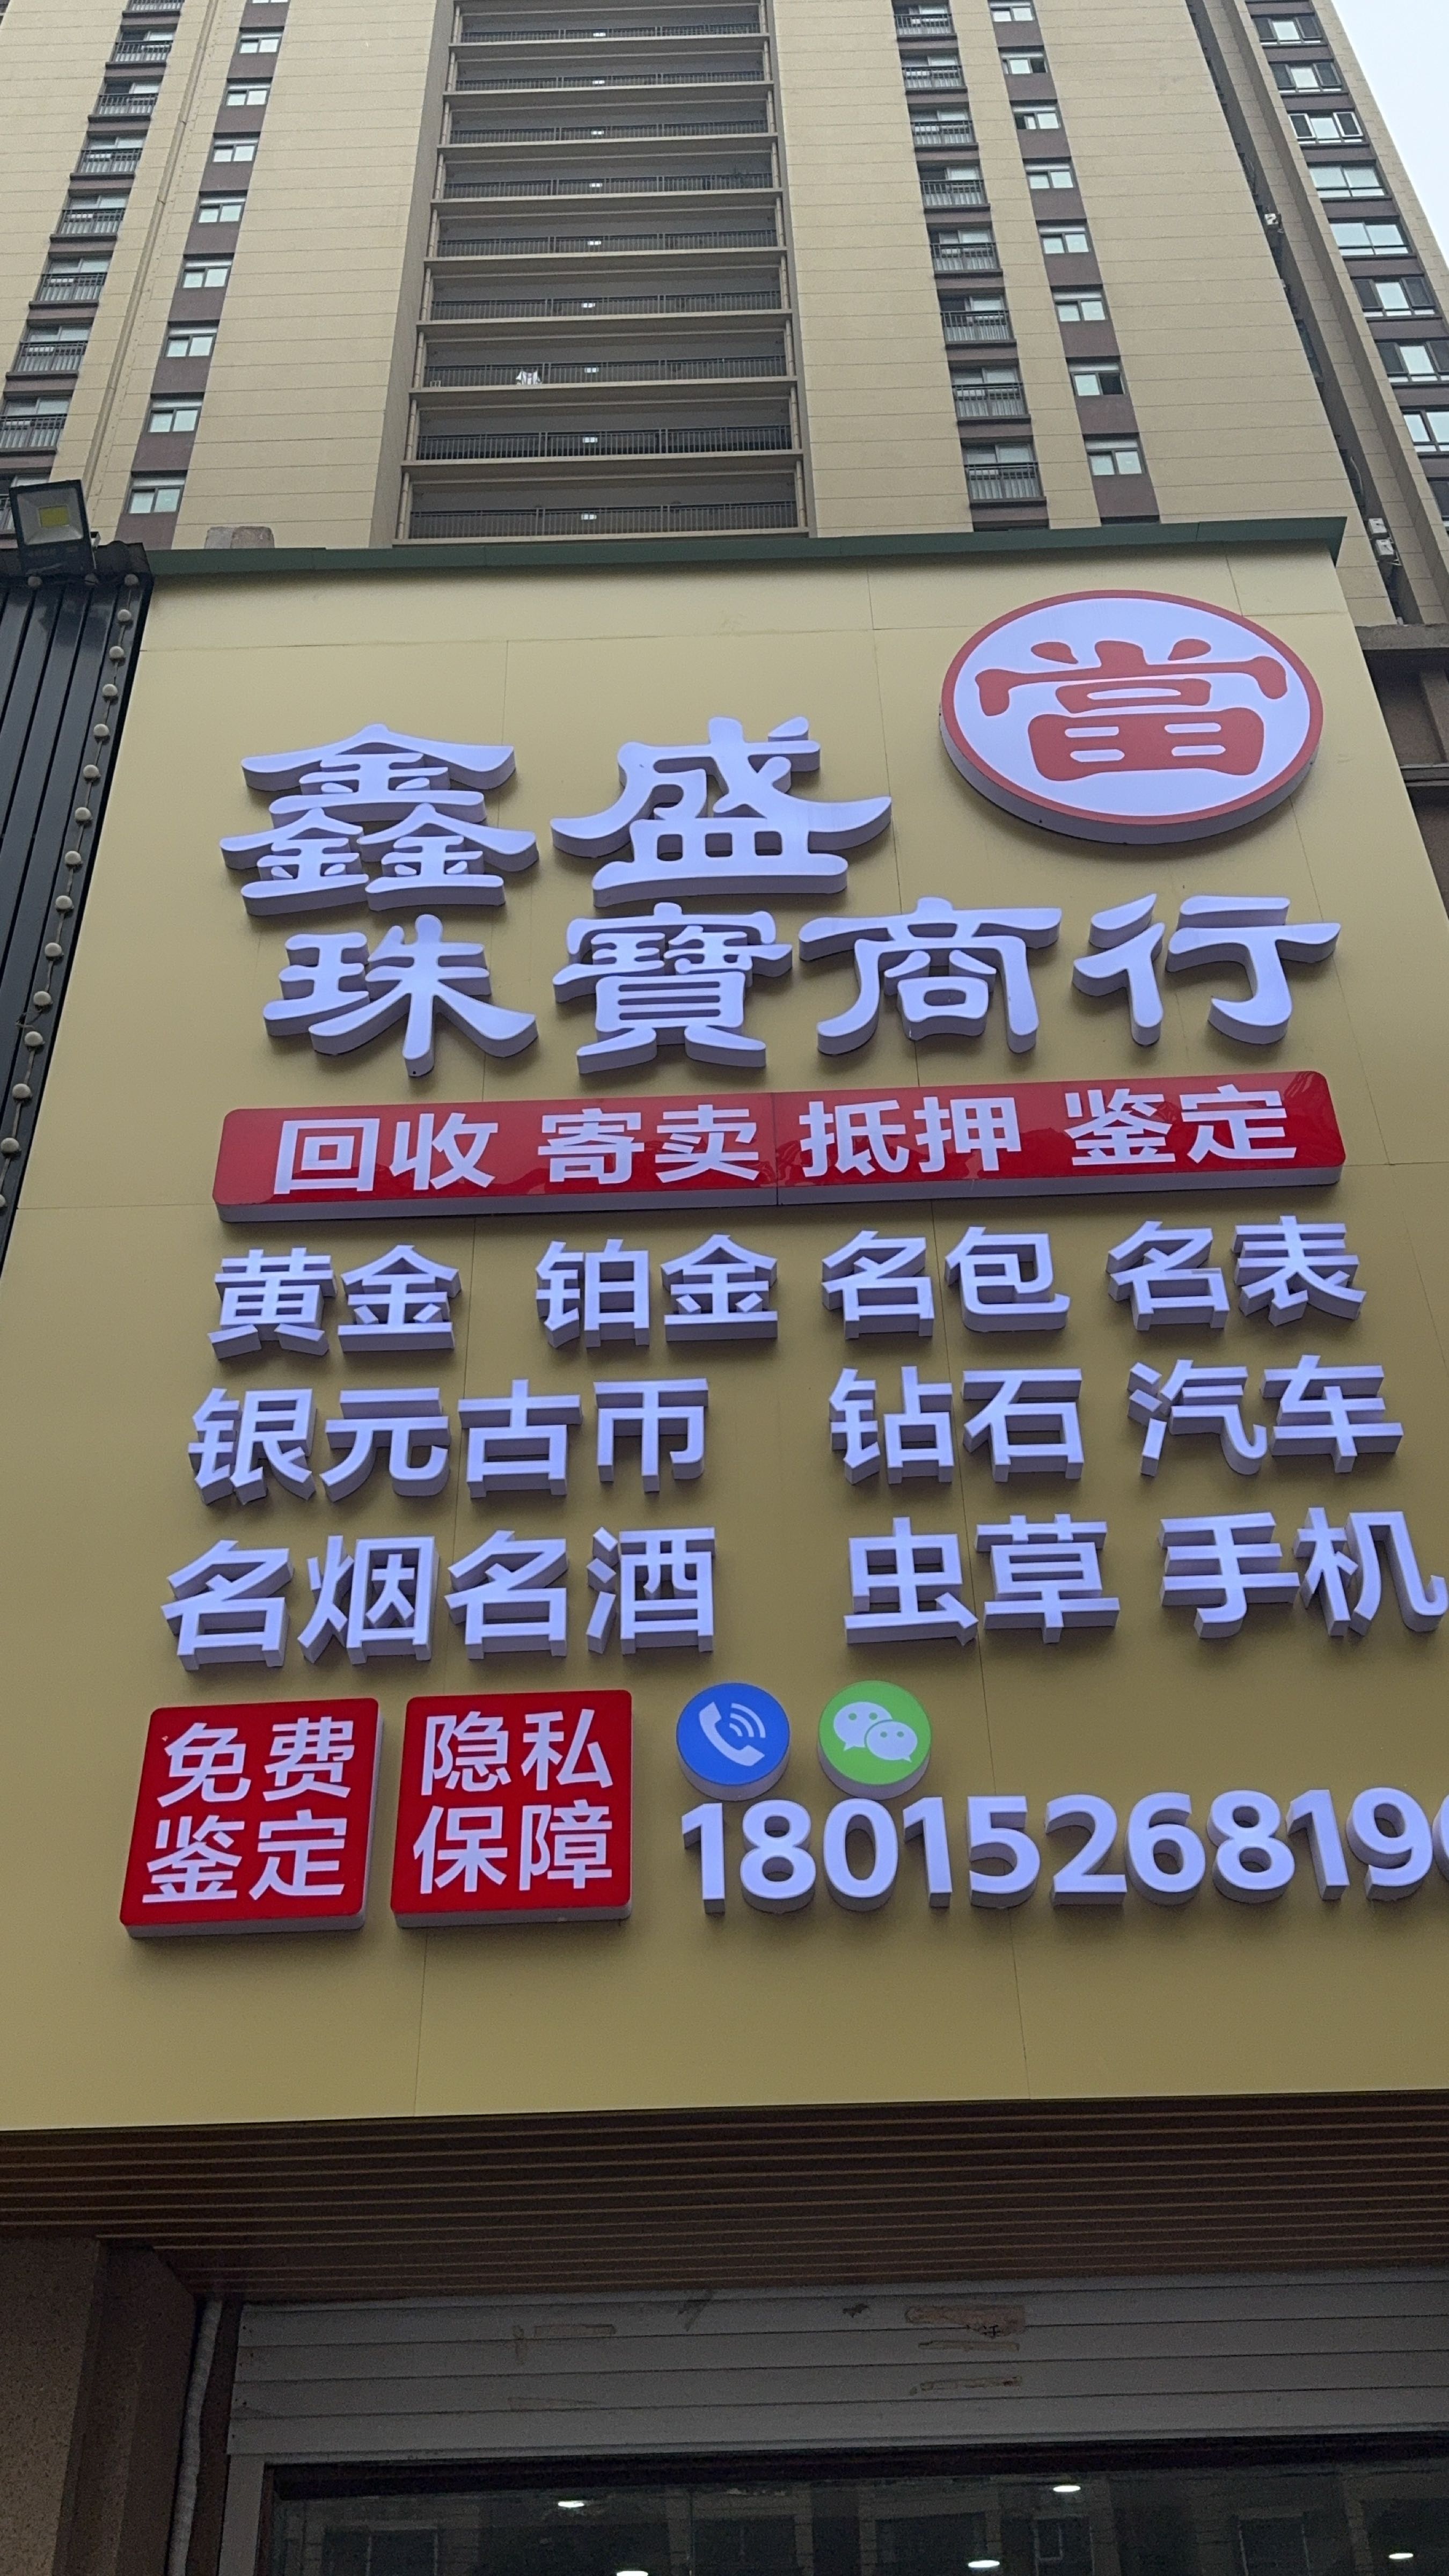 當
鑫盛
珠寶商行
回收 寄卖 抵押 鉴定
黄金 铂金 名包 名表
银元古币 钻石 汽车
名烟名酒 虫草 手机
免费
鉴定
隐私
保障
1801526819